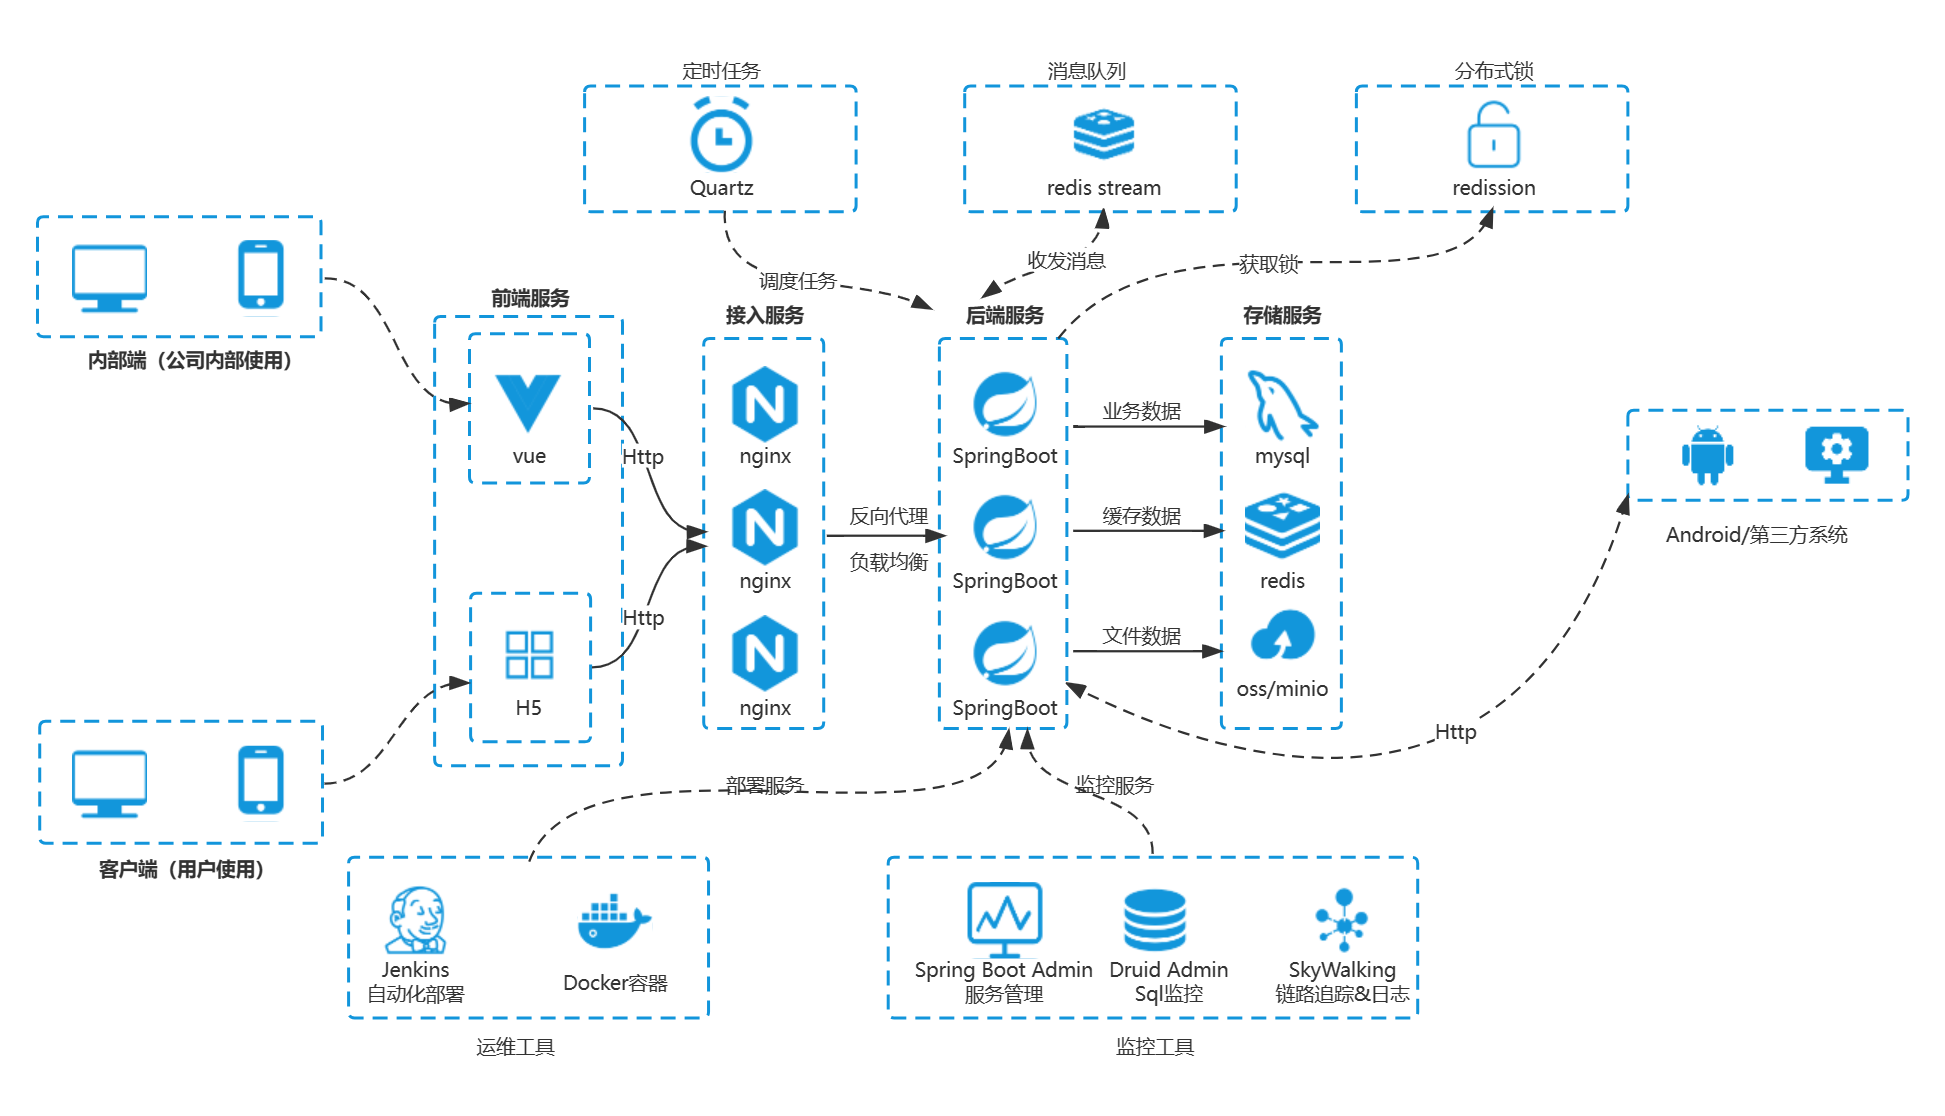 定时任务
消息队列
分布式锁
Quartz
redis stream
redission
调度任务
收发消息
获取锁
内部端（公司内部使用）
前端服务
接入服务
后端服务
存储服务
vue
Http
nginx
SpringBoot
业务数据
mysql
nginx
反向代理
负载均衡
SpringBoot
缓存数据
redis
Android/第三方系统
H5
Http
nginx
SpringBoot
文件数据
oss/minio
Http
客户端（用户使用）
部署服务
监控服务
Jenkins
自动化部署
Docker容器
Spring Boot Admin
服务管理
Druid Admin
Sql监控
SkyWalking
链路追踪&日志
运维工具
监控工具